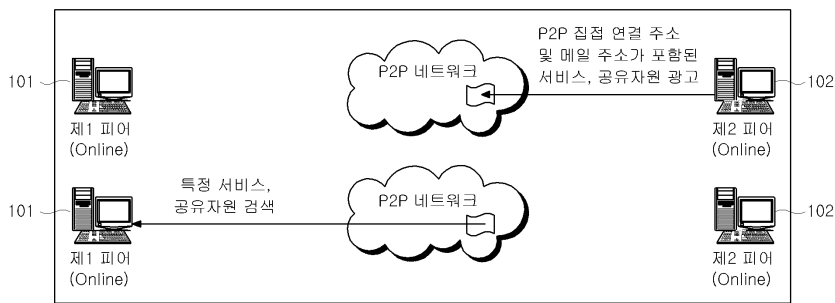 P2P 집접 연결 주소
및 메일 주소가 포함된
서비스, 공유자원 광고
P2P 네트워크
101
102
제1 피어
(Online)
제2 피어
(Online)
특정 서비스,
공유자원 검색
P2P 네트워크
101
102
제1 피어
(Online)
제2 피어
(Online)